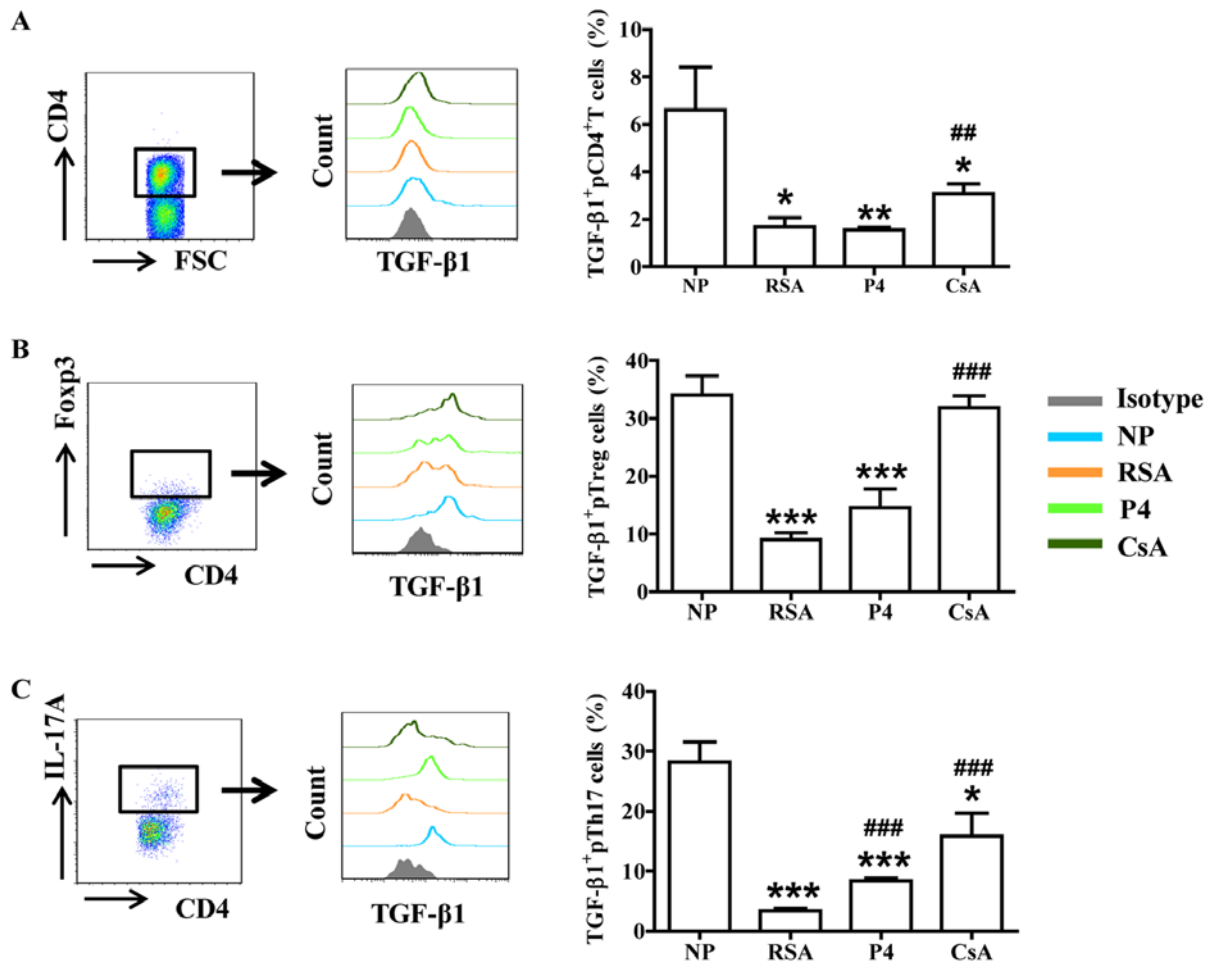 A
CD4
FSC
Count
TGF-β1
TGF-β1⁺pCD4⁺T cells (%)
10
8
6
4
2
0
*
**
##
*
NP RSA P4 CsA
B
Foxp3
CD4
Count
TGF-β1
TGF-β1⁺pTreg cells (%)
40
30
20
10
0
***
***
###
NP RSA P4 CsA
Isotype
NP
RSA
P4
CsA
C
IL-17A
CD4
Count
TGF-β1
TGF-β1⁺pTh17 cells (%)
40
30
20
10
0
***
###
***
###
*
NP RSA P4 CsA